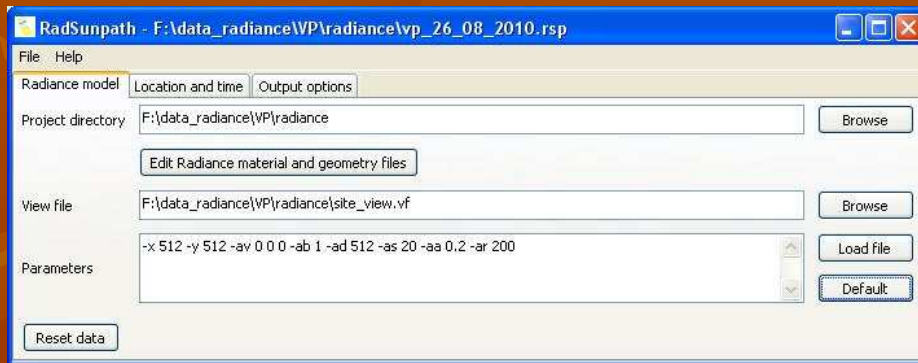 RadSunpath - F:\data_radiance\VP\radiance\vp_26_08_2010.rsp
File Help
Radiance model Location and time Output options
Project directory F:\data_radiance\VP\radiance Browse
Edit Radiance material and geometry files
View file F:\data_radiance\VP\radiance\site_view.vf Browse
-x 512 -y 512 -av 0 0 0 -ab 1 -ad 512 -as 20 -aa 0.2 -ar 200 Load file
Parameters
Default
Reset data